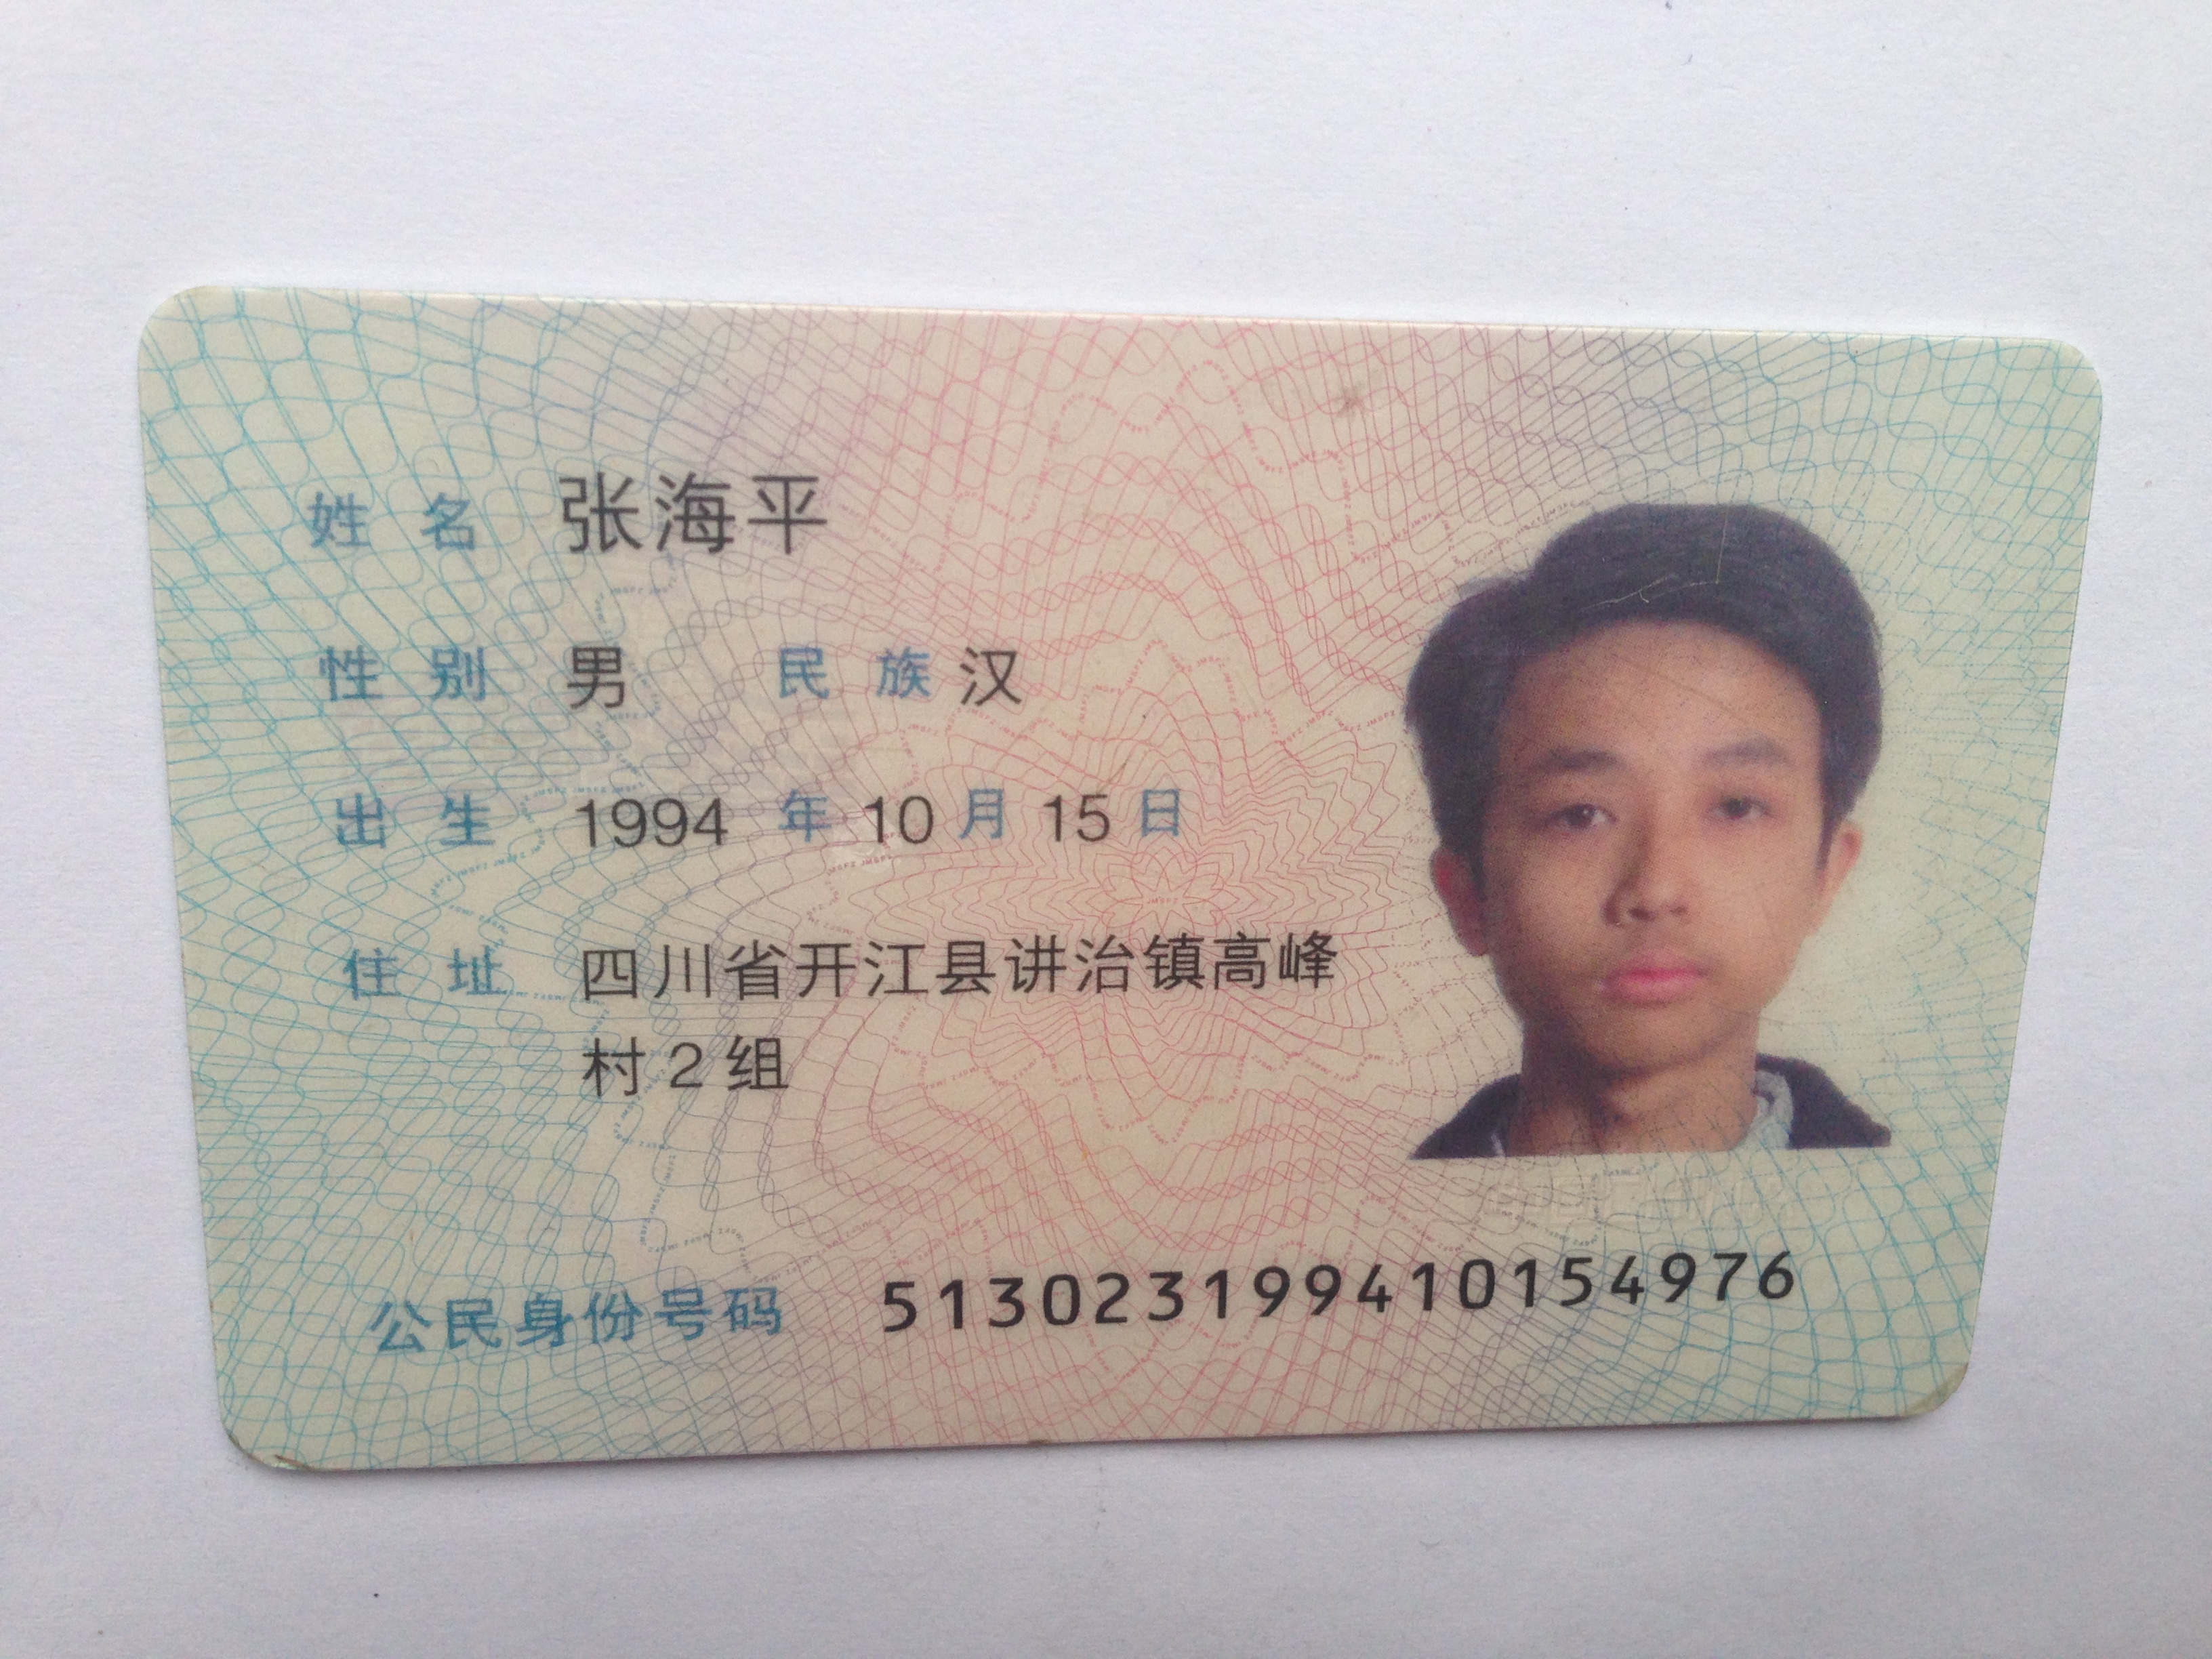 姓名 张海平
性别 男 民族 汉
出生 1994 年 10 月 15 日
住址 四川省开江县讲治镇高峰
村2组
公民身份号码 513023199410154976